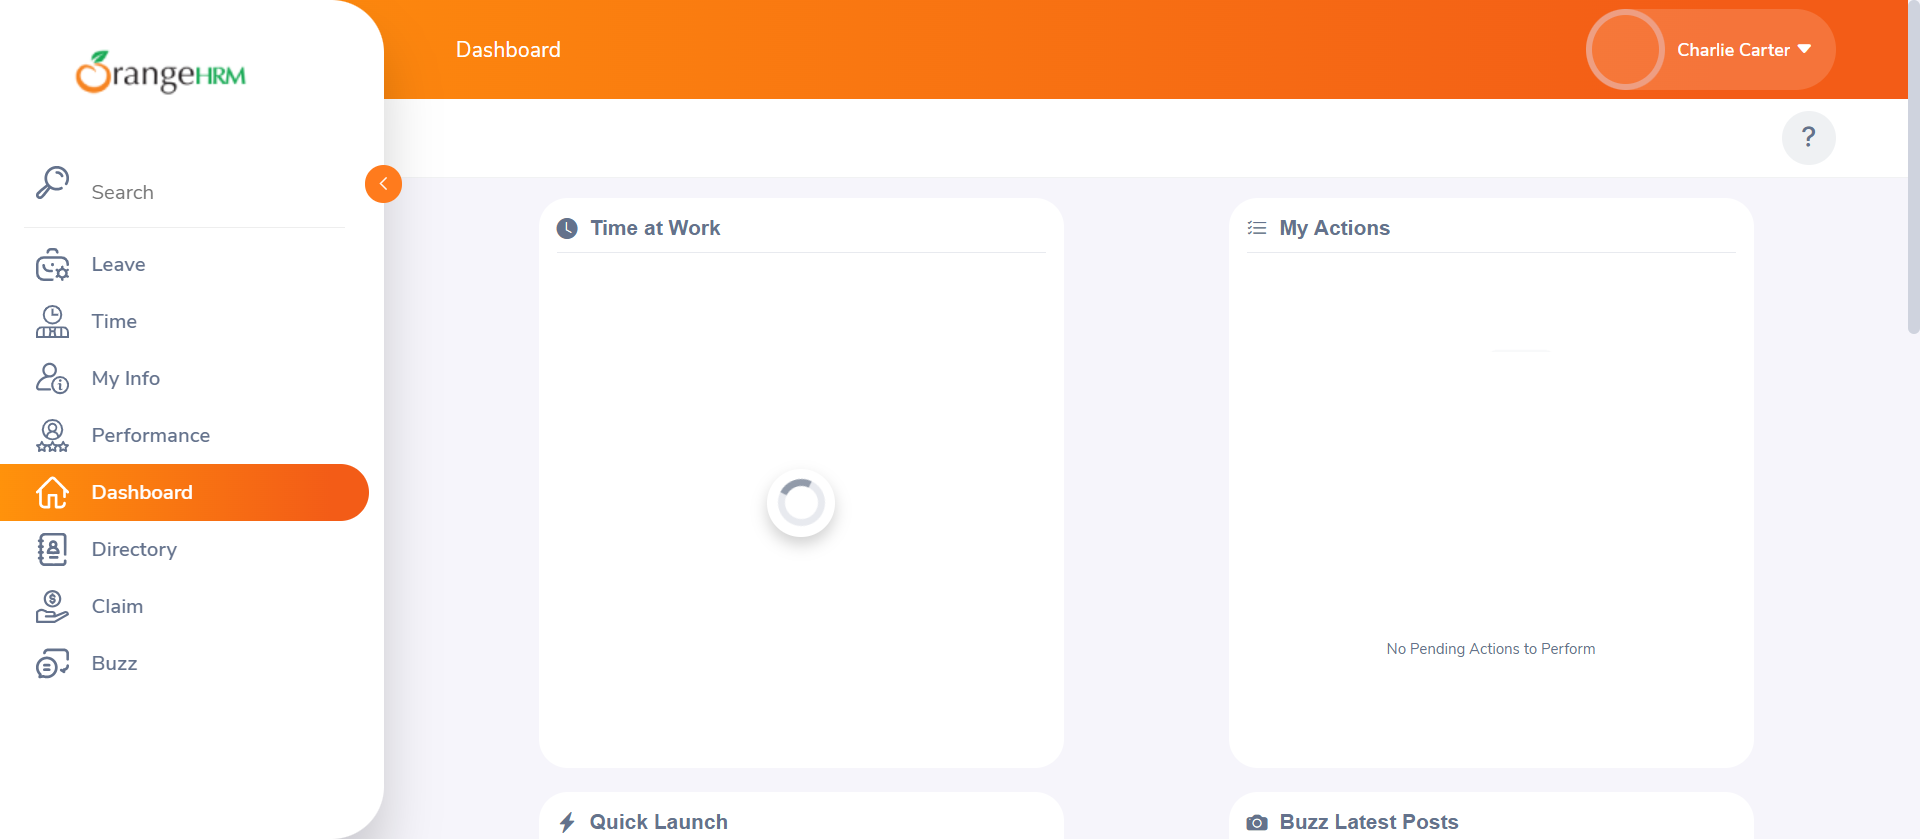 OrangeHRM
Search
Leave
Time
My Info
Performance
Dashboard
Directory
Claim
Buzz
Dashboard
Charlie Carter
?
Time at Work
My Actions
No Pending Actions to Perform
Quick Launch
Buzz Latest Posts